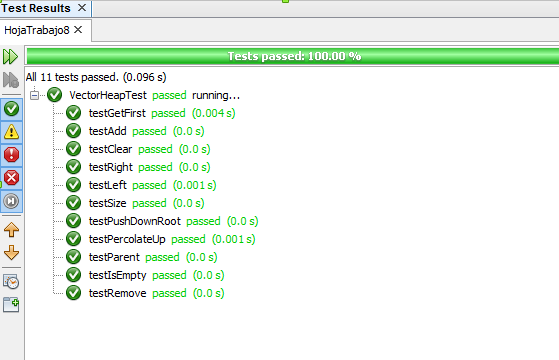 Test Results
HojaTrabajo8
Tests passed: 100.00 %
All 11 tests passed. (0.096 s)
VectorHeapTest passed running...
testGetFirst passed (0.004 s)
testAdd passed (0.0 s)
testClear passed (0.0 s)
testRight passed (0.0 s)
testLeft passed (0.001 s)
testSize passed (0.0 s)
testPushDownRoot passed (0.0 s)
testPercolateUp passed (0.001 s)
testParent passed (0.0 s)
testIsEmpty passed (0.0 s)
testRemove passed (0.0 s)